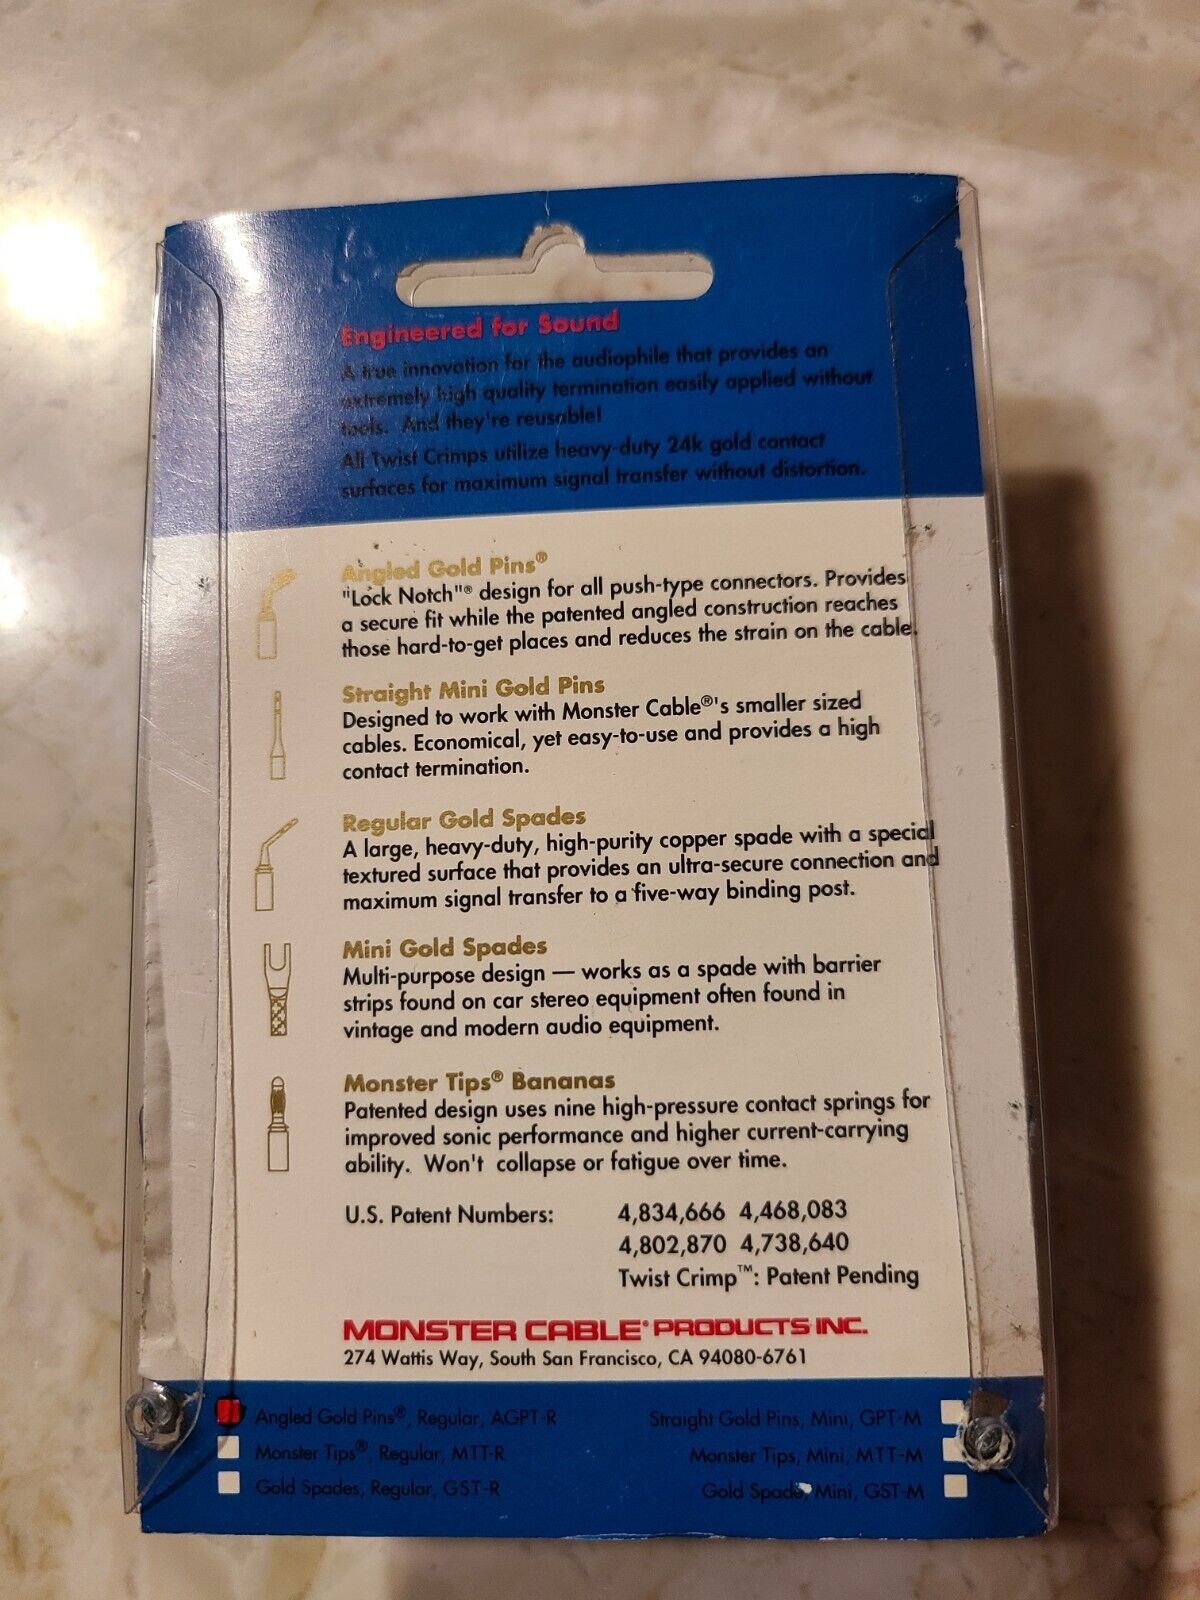 Engineered for Sound
A true innovation for the audiophile that provides an
extremely high quality termination easily applied without
tools. And they're reusable!
All Twist Crimps utilize heavy-duty 24k gold contact
surfaces for maximum signal transfer without distortion.
Angled Gold Pins®
"Lock Notch"® design for all push-type connectors. Provides
a secure fit while the patented angled construction reaches
those hard-to-get places and reduces the strain on the cable.
Straight Mini Gold Pins
Designed to work with Monster Cable®'s smaller sized
cables. Economical, yet easy-to-use and provides a high
contact termination.
Regular Gold Spades
A large, heavy-duty, high-purity copper spade with a special
textured surface that provides an ultra-secure connection and
maximum signal transfer to a five-way binding post.
Mini Gold Spades
Multi-purpose design — works as a spade with barrier
strips found on car stereo equipment often found in
vintage and modern audio equipment.
Monster Tips® Bananas
Patented design uses nine high-pressure contact springs for
improved sonic performance and higher current-carrying
ability. Won't collapse or fatigue over time.
U.S. Patent Numbers: 4,834,666 4,468,083
4,802,870 4,738,640
Twist Crimp™: Patent Pending
MONSTER CABLE® PRODUCTS INC.
274 Wattis Way, South San Francisco, CA 94080-6761
Angled Gold Pins®, Regular, AGPT-R
Monster Tips®, Regular, MTT-R
Gold Spades, Regular, GST-R
Straight Gold Pins, Mini, GPT-M
Monster Tips, Mini, MTT-M
Gold Spade, Mini, GST-M